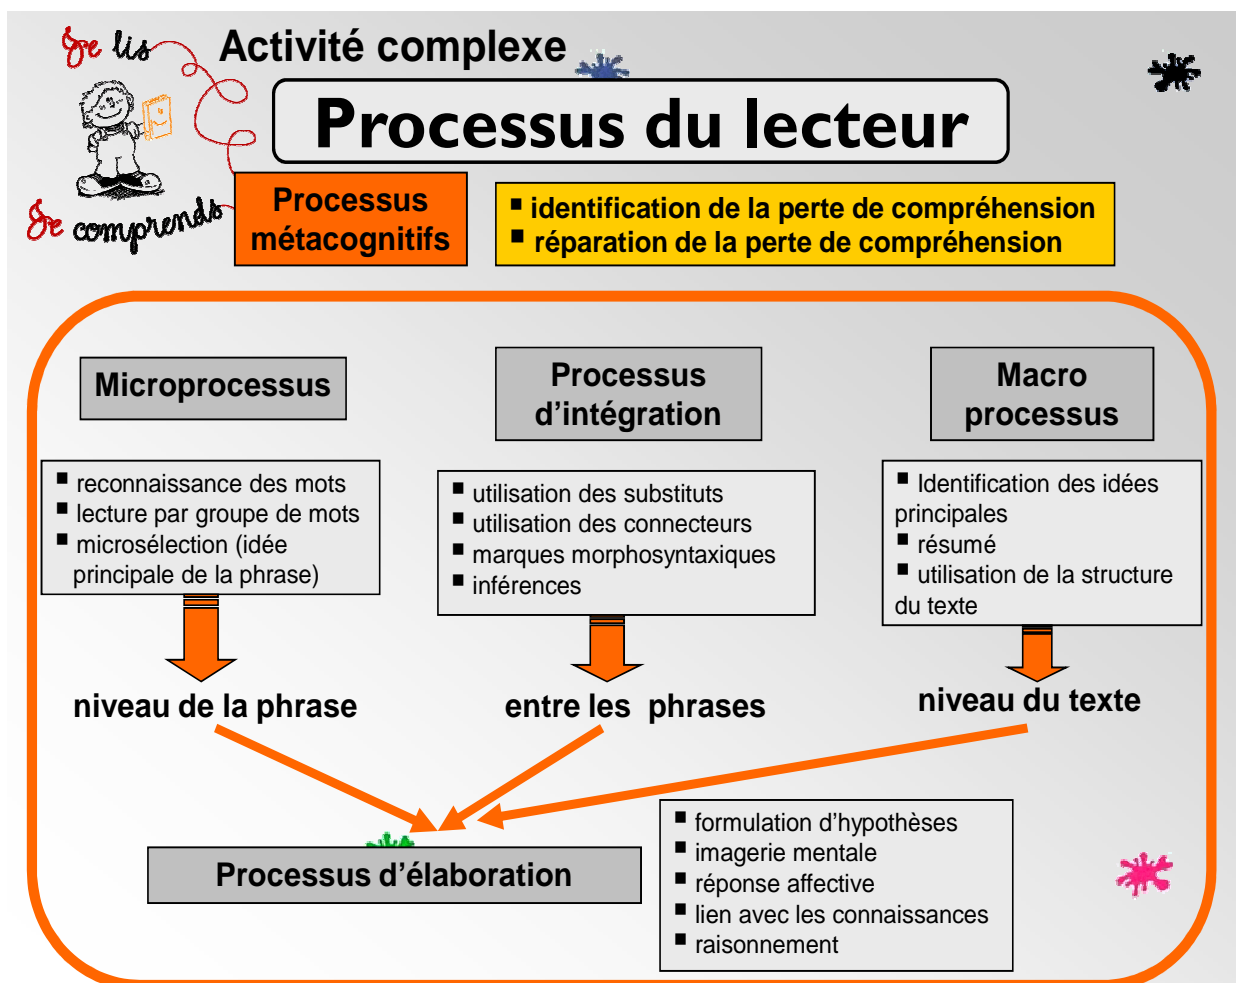 Je lis
Activité complexe
Processus du lecteur
Je comprends
Processus
métacognitifs
▪ identification de la perte de compréhension
▪ réparation de la perte de compréhension
Microprocessus
▪ reconnaissance des mots
▪ lecture par groupe de mots
▪ microsélection (idée
principale de la phrase)
niveau de la phrase
Processus
d’intégration
▪ utilisation des substituts
▪ utilisation des connecteurs
▪ marques morphosyntaxiques
▪ inférences
entre les phrases
Macro
processus
▪ Identification des idées
principales
▪ résumé
▪ utilisation de la structure
du texte
niveau du texte
Processus d’élaboration
▪ formulation d’hypothèses
▪ imagerie mentale
▪ réponse affective
▪ lien avec les connaissances
▪ raisonnement